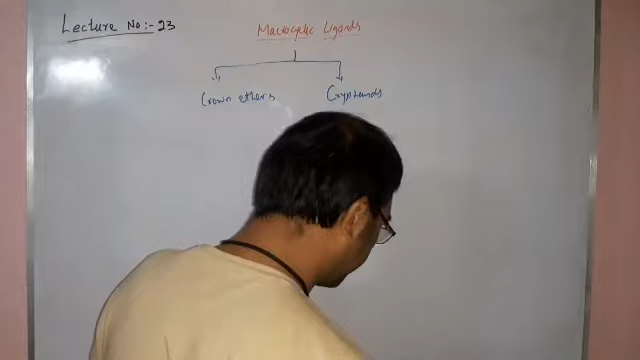 Lecture No:- 23
Macrocyclic Ligands
Crown ethers
Cryptands